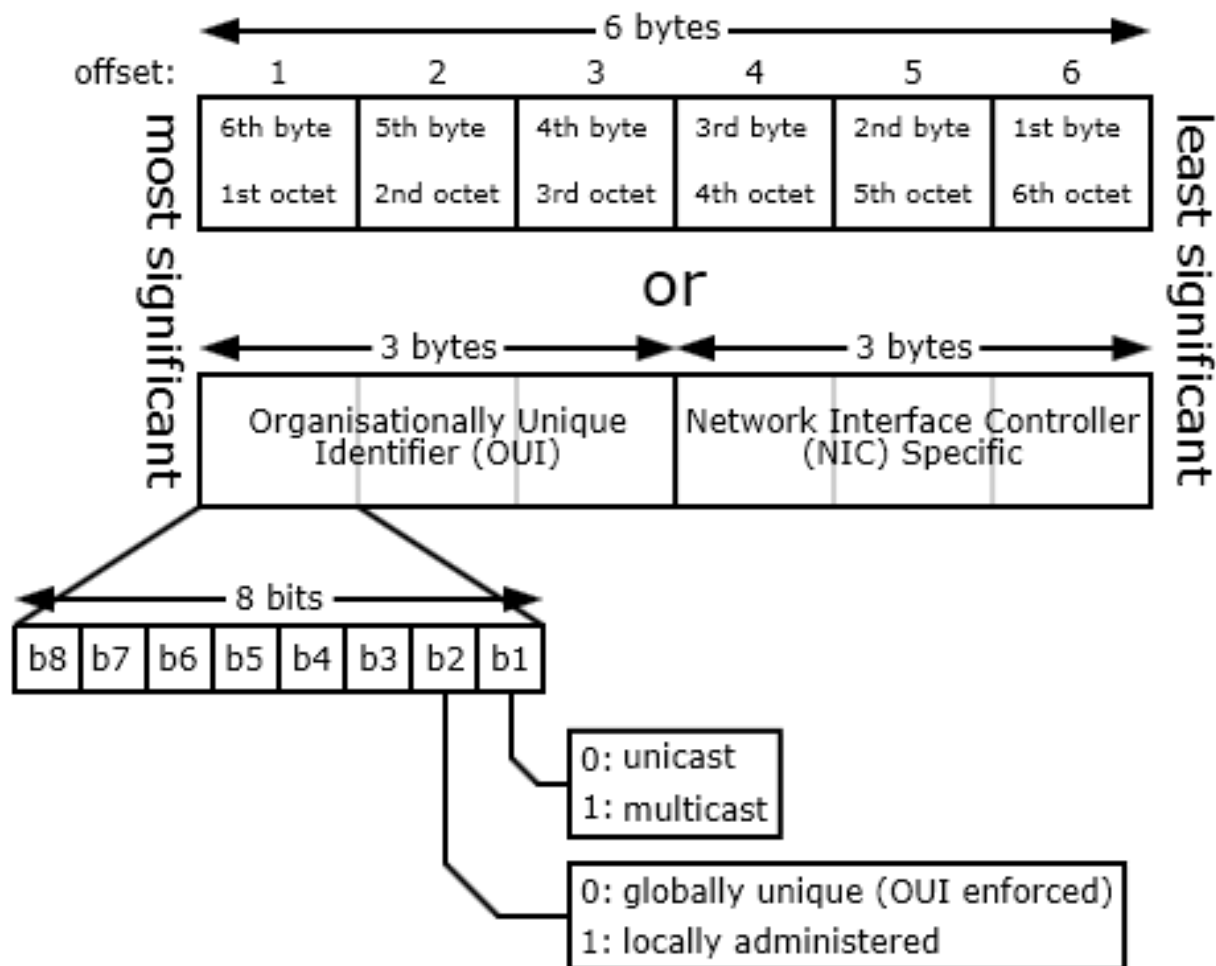 6 bytes
offset: 1 2 3 4 5 6
most significant
6th byte 5th byte 4th byte 3rd byte 2nd byte 1st byte
1st octet 2nd octet 3rd octet 4th octet 5th octet 6th octet
least significant
or
3 bytes 3 bytes
Organisationally Unique
Identifier (OUI)
Network Interface Controller
(NIC) Specific
8 bits
b8 b7 b6 b5 b4 b3 b2 b1
0: unicast
1: multicast
0: globally unique (OUI enforced)
1: locally administered